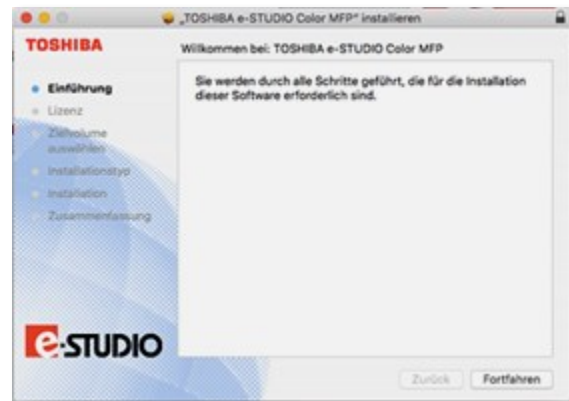 „TOSHIBA e-STUDIO Color MFP" installieren
TOSHIBA
Willkommen bei: TOSHIBA e-STUDIO Color MFP
Einführung
Lizenz
Zielvolume
auswählen
Installationstyp
Installation
Zusammenfassung
Sie werden durch alle Schritte geführt, die für die Installation
dieser Software erforderlich sind.
e-STUDIO
Zurück
Fortfahren